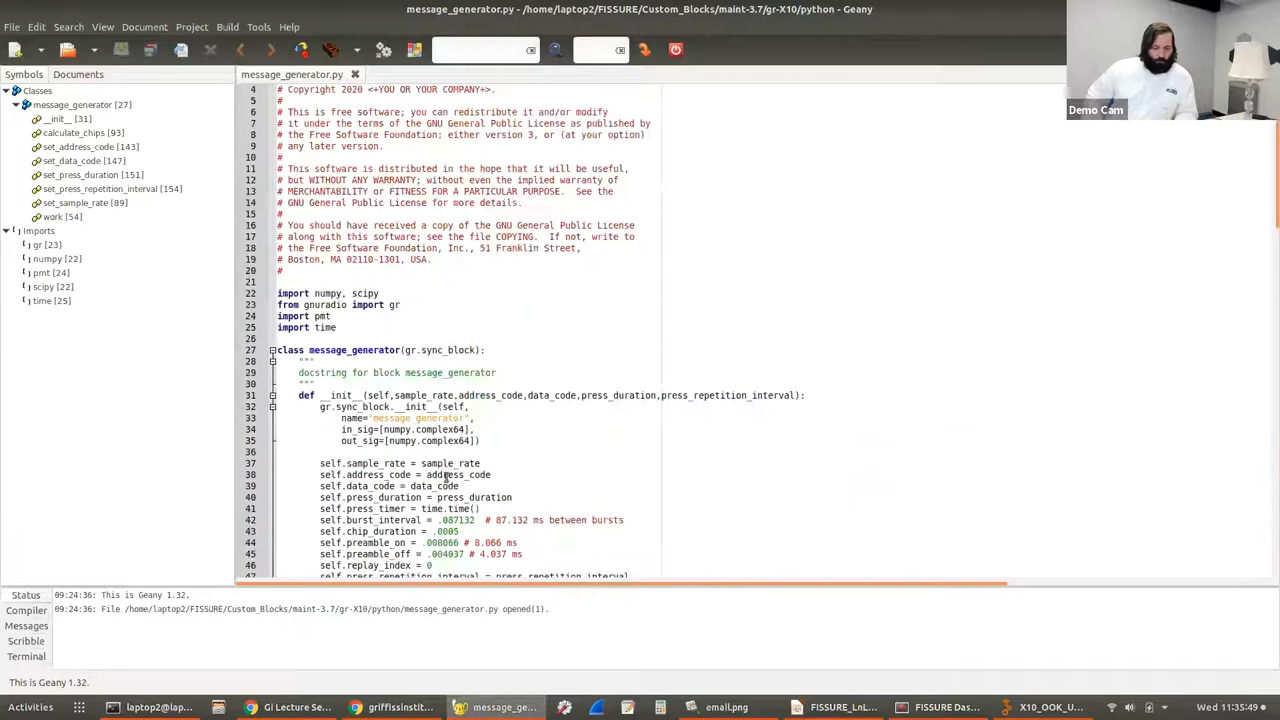 message_generator.py - /home/laptop2/FISSURE/Custom_Blocks/maint-3.7/gr-X10/python - Geany
File Edit Search View Document Project Build Tools Help
Symbols Documents
message_generator.py
Classes
message_generator [27]
__init__ [31]
calculate_chips [93]
set_address_code [143]
set_data_code [147]
set_press_duration [151]
set_press_repetition_interval [154]
set_sample_rate [89]
work [54]
Imports
gr [23]
numpy [22]
pmt [24]
scipy [22]
time [25]
4 # Copyright 2020 <+YOU OR YOUR COMPANY+>.
5 #
6 # This is free software; you can redistribute it and/or modify
7 # it under the terms of the GNU General Public License as published by
8 # the Free Software Foundation; either version 3, or (at your option)
9 # any later version.
10 #
11 # This software is distributed in the hope that it will be useful,
12 # but WITHOUT ANY WARRANTY; without even the implied warranty of
13 # MERCHANTABILITY or FITNESS FOR A PARTICULAR PURPOSE.  See the
14 # GNU General Public License for more details.
15 #
16 # You should have received a copy of the GNU General Public License
17 # along with this software; see the file COPYING.  If not, write to
18 # the Free Software Foundation, Inc., 51 Franklin Street,
19 # Boston, MA 02110-1301, USA.
20 #
21
22 import numpy, scipy
23 from gnuradio import gr
24 import pmt
25 import time
26
27 class message_generator(gr.sync_block):
28 """
29 docstring for block message_generator
30 """
31 def __init__(self,sample_rate,address_code,data_code,press_duration,press_repetition_interval):
32 gr.sync_block.__init__(self,
33 name="message_generator",
34 in_sig=[numpy.complex64],
35 out_sig=[numpy.complex64])
36
37 self.sample_rate = sample_rate
38 self.address_code = address_code
39 self.data_code = data_code
40 self.press_duration = press_duration
41 self.press_timer = time.time()
42 self.burst_interval = .087132  # 87.132 ms between bursts
43 self.chip_duration = .0005
44 self.preamble_on = .008066 # 8.066 ms
45 self.preamble_off = .004037 # 4.037 ms
46 self.replay_index = 0
47 self.press_repetition_interval = press_repetition_interval
Demo Cam
Status
Compiler
Messages
Scribble
Terminal
09:24:36: This is Geany 1.32.
09:24:36: File /home/laptop2/FISSURE/Custom_Blocks/maint-3.7/gr-X10/python/message_generator.py opened(1).
This is Geany 1.32.
Activities laptop2@lap... GI Lecture Se... griffissinstit... message_ge... email.png FISSURE_LnL... FISSURE Das... X10_OOK_U... Wed 11:35:49